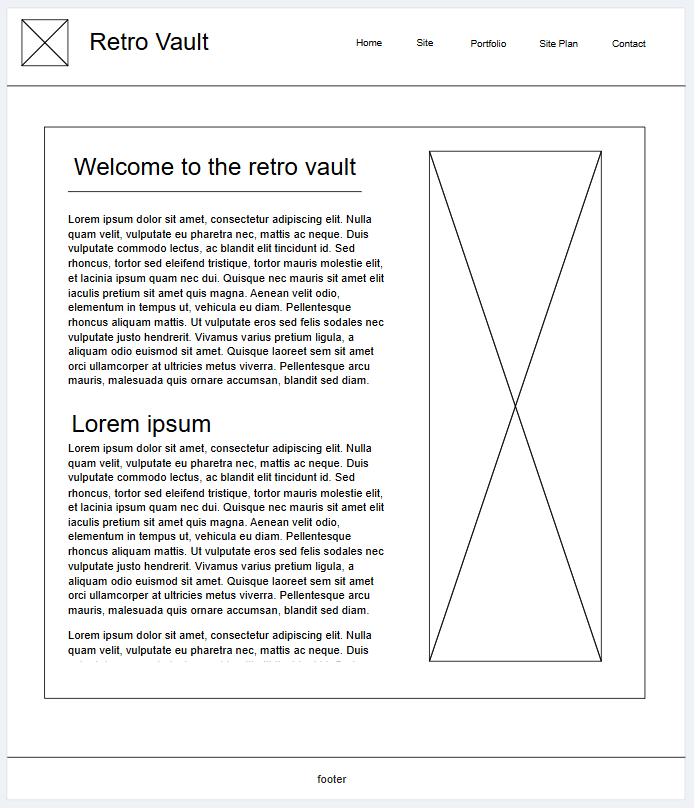 Retro Vault
Home Site Portfolio Site Plan Contact
Welcome to the retro vault
Lorem ipsum dolor sit amet, consectetur adipiscing elit. Nulla
quam velit, vulputate eu pharetra nec, mattis ac neque. Duis
vulputate commodo lectus, ac blandit elit tincidunt id. Sed
rhoncus, tortor sed eleifend tristique, tortor mauris molestie elit,
et lacinia ipsum quam nec dui. Quisque nec mauris sit amet elit
iaculis pretium sit amet quis magna. Aenean velit odio,
elementum in tempus ut, vehicula eu diam. Pellentesque
rhoncus aliquam mattis. Ut vulputate eros sed felis sodales nec
vulputate justo hendrerit. Vivamus varius pretium ligula, a
aliquam odio euismod sit amet. Quisque laoreet sem sit amet
orci ullamcorper at ultricies metus viverra. Pellentesque arcu
mauris, malesuada quis ornare accumsan, blandit sed diam.
Lorem ipsum
Lorem ipsum dolor sit amet, consectetur adipiscing elit. Nulla
quam velit, vulputate eu pharetra nec, mattis ac neque. Duis
vulputate commodo lectus, ac blandit elit tincidunt id. Sed
rhoncus, tortor sed eleifend tristique, tortor mauris molestie elit,
et lacinia ipsum quam nec dui. Quisque nec mauris sit amet elit
iaculis pretium sit amet quis magna. Aenean velit odio,
elementum in tempus ut, vehicula eu diam. Pellentesque
rhoncus aliquam mattis. Ut vulputate eros sed felis sodales nec
vulputate justo hendrerit. Vivamus varius pretium ligula, a
aliquam odio euismod sit amet. Quisque laoreet sem sit amet
orci ullamcorper at ultricies metus viverra. Pellentesque arcu
mauris, malesuada quis ornare accumsan, blandit sed diam.
Lorem ipsum dolor sit amet, consectetur adipiscing elit. Nulla
quam velit, vulputate eu pharetra nec, mattis ac neque. Duis
footer